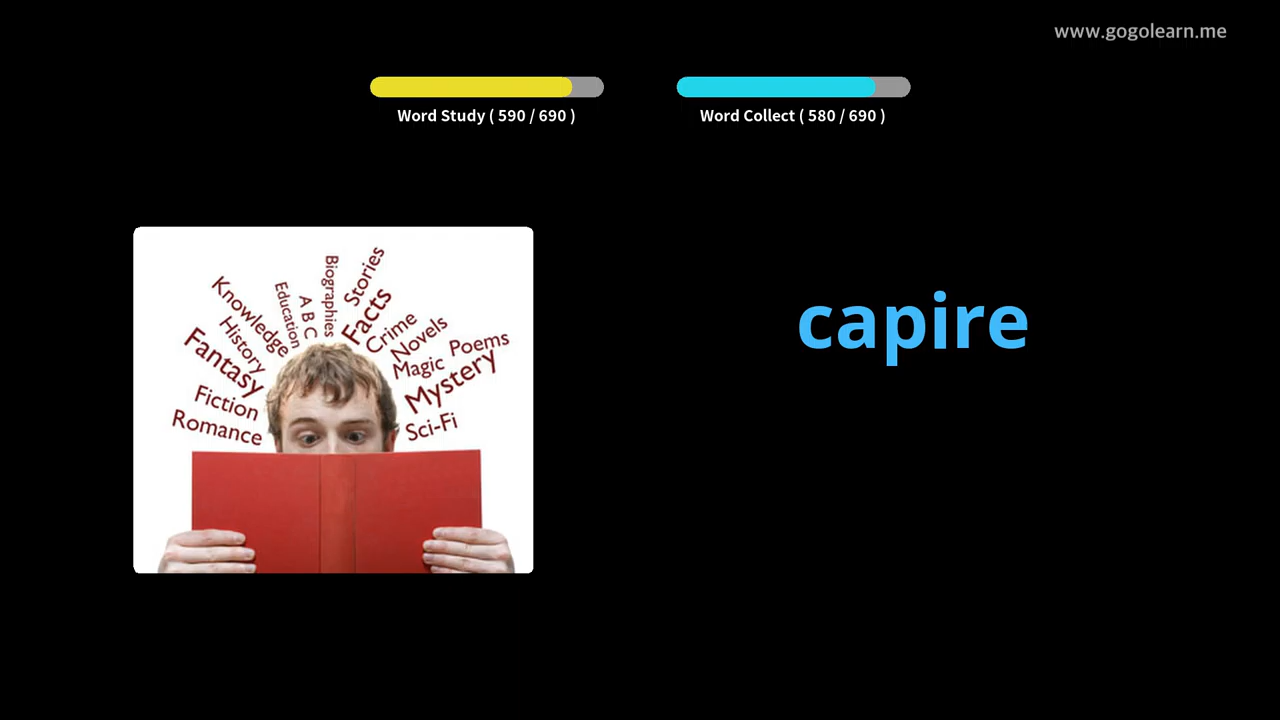 www.gogolearn.me
Word Study ( 590 / 690 )
Word Collect ( 580 / 690 )
capire
Biographies
Stories
Education
A B C
Facts
Knowledge
History
Crime
Novels
Poems
Fantasy
Magic
Mystery
Fiction
Romance
Sci-Fi